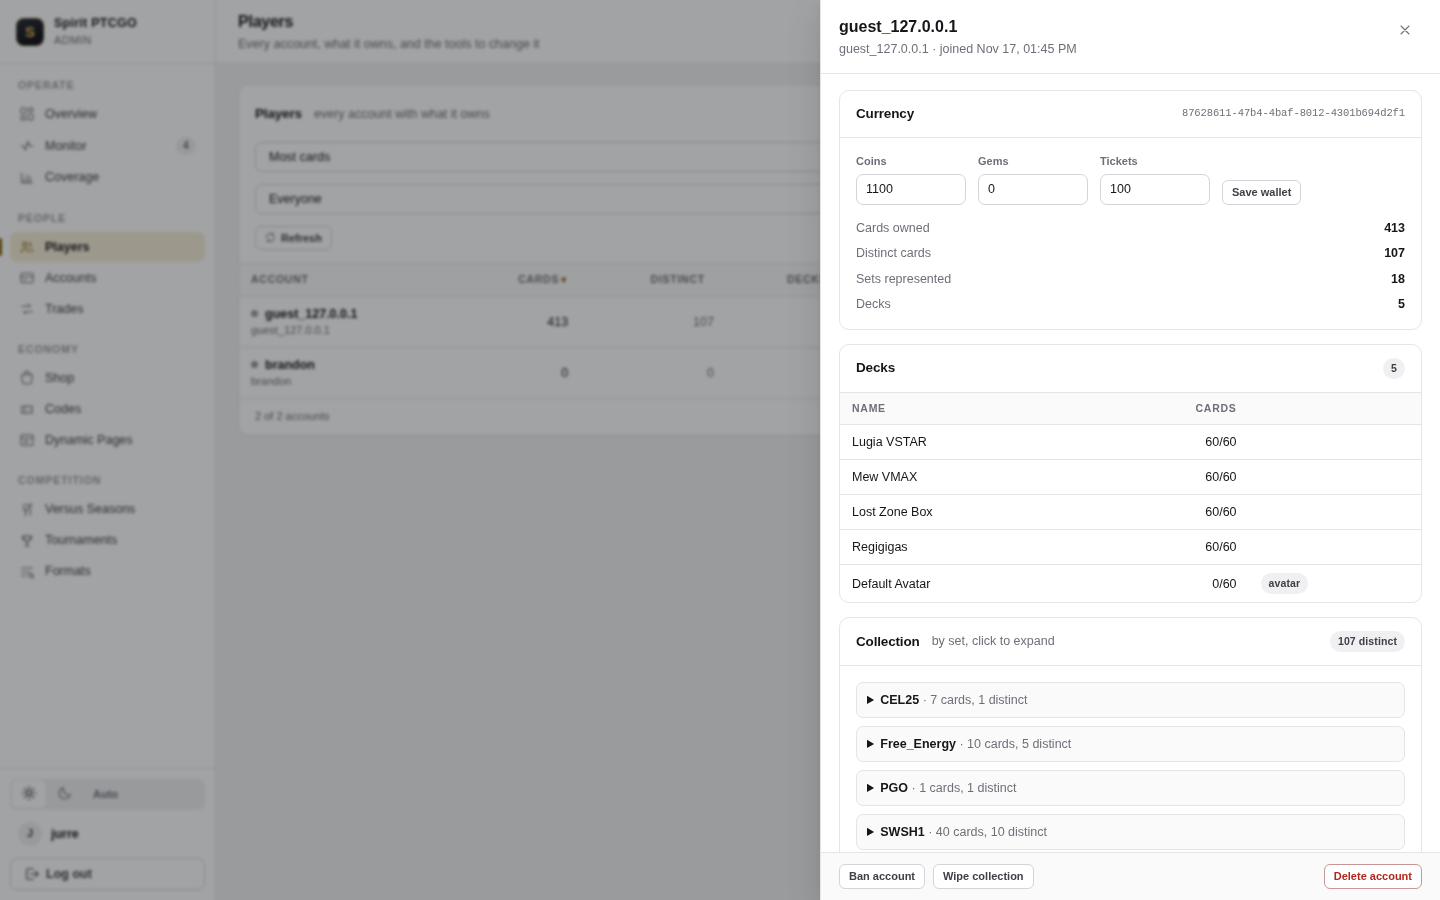 Spirit PTCGO
S
ADMIN
OPERATE
Overview
Monitor 4
Coverage
PEOPLE
Players
Accounts
Trades
ECONOMY
Shop
Codes
Dynamic Pages
COMPETITION
Versus Seasons
Tournaments
Formats
Auto
J jurre
Log out
Players
Every account, what it owns, and the tools to change it
Players every account with what it owns
Most cards
Everyone
Refresh
ACCOUNT CARDS▼ DISTINCT
guest_127.0.0.1 413 107
guest_127.0.0.1
brandon 0 0
brandon
2 of 2 accounts
guest_127.0.0.1
guest_127.0.0.1 · joined Nov 17, 01:45 PM
Currency 87628611-47b4-4baf-8012-4301b694d2f1
Coins Gems Tickets
1100 0 100 Save wallet
Cards owned 413
Distinct cards 107
Sets represented 18
Decks 5
Decks 5
NAME CARDS
Lugia VSTAR 60/60
Mew VMAX 60/60
Lost Zone Box 60/60
Regigigas 60/60
Default Avatar 0/60 avatar
Collection by set, click to expand 107 distinct
CEL25 · 7 cards, 1 distinct
Free_Energy · 10 cards, 5 distinct
PGO · 1 cards, 1 distinct
SWSH1 · 40 cards, 10 distinct
Ban account Wipe collection Delete account